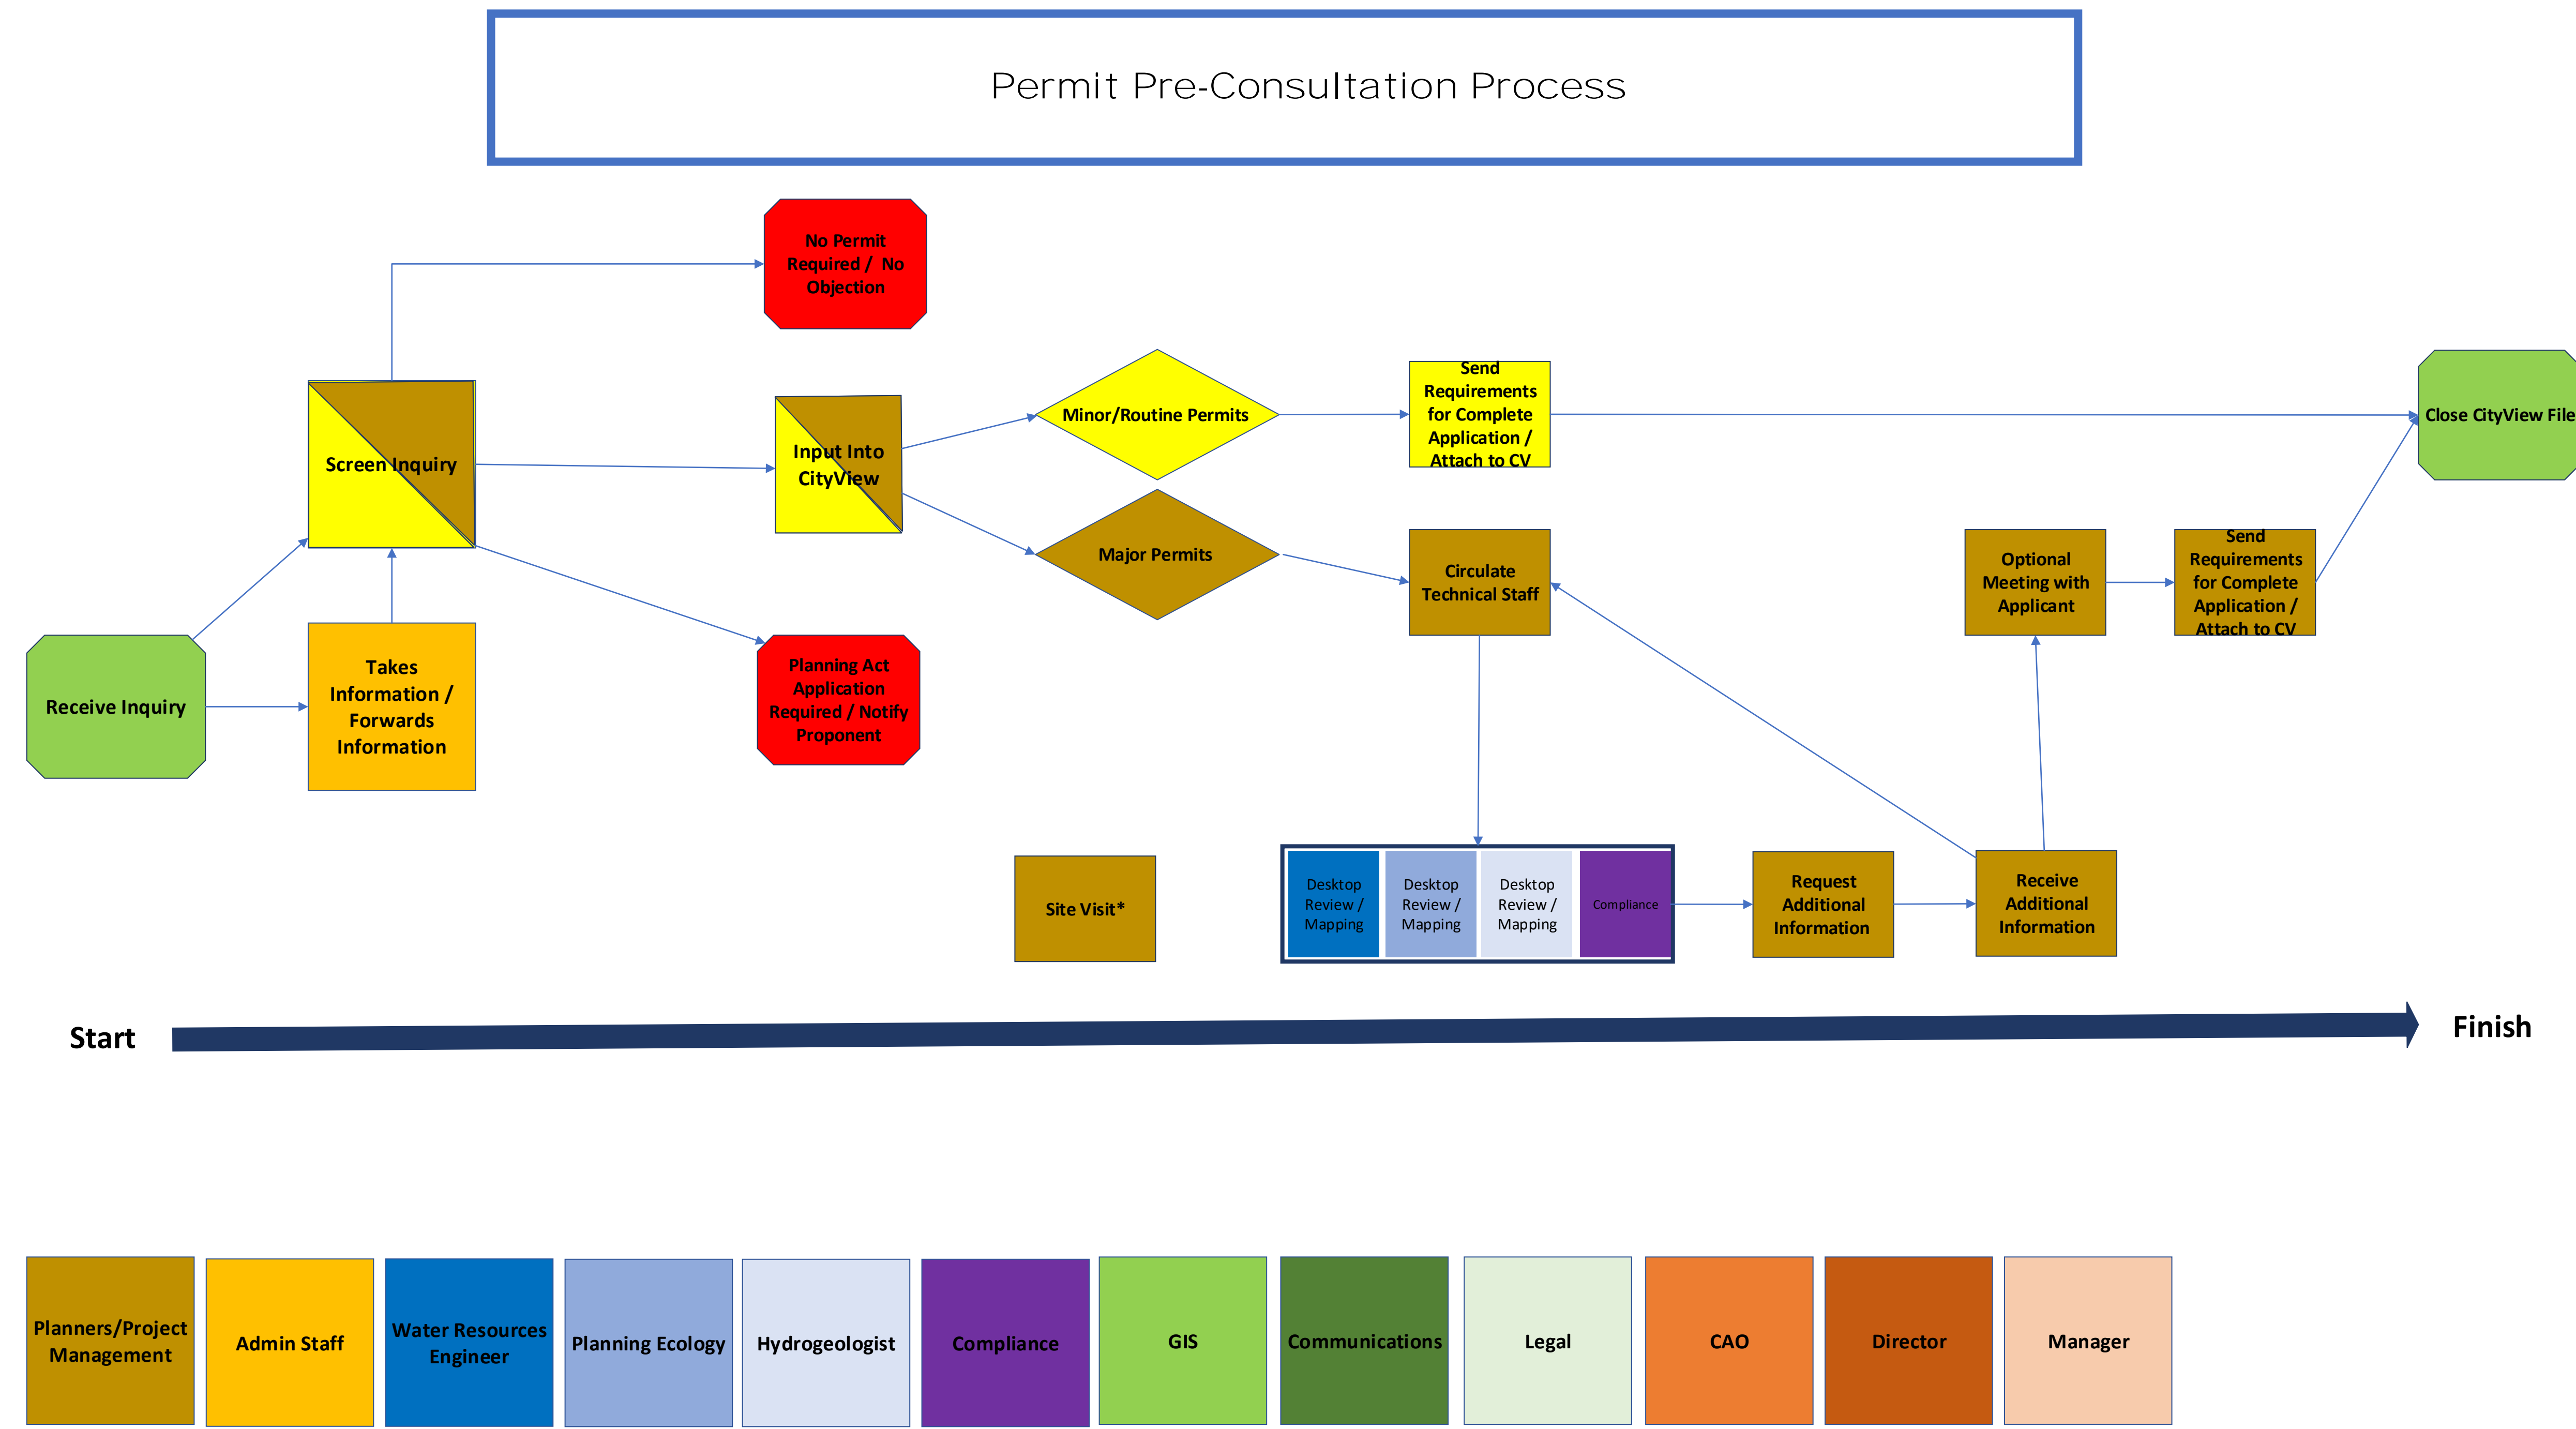 Permit Pre-Consultation Process
No Permit
Required /  No
Objection
Screen Inquiry
Input Into
CityView
Minor/Routine Permits
Send
Requirements
for Complete
Application /
Attach to CV
Close CityView File
Major Permits
Circulate
Technical Staff
Optional
Meeting with
Applicant
Send
Requirements
for Complete
Application /
Attach to CV
Receive Inquiry
Takes
Information /
Forwards
Information
Planning Act
Application
Required / Notify
Proponent
Site Visit*
Desktop
Review /
Mapping
Desktop
Review /
Mapping
Desktop
Review /
Mapping
Compliance
Request
Additional
Information
Receive
Additional
Information
Start
Finish
Planners/Project
Management
Admin Staff
Water Resources
Engineer
Planning Ecology
Hydrogeologist
Compliance
GIS
Communications
Legal
CAO
Director
Manager